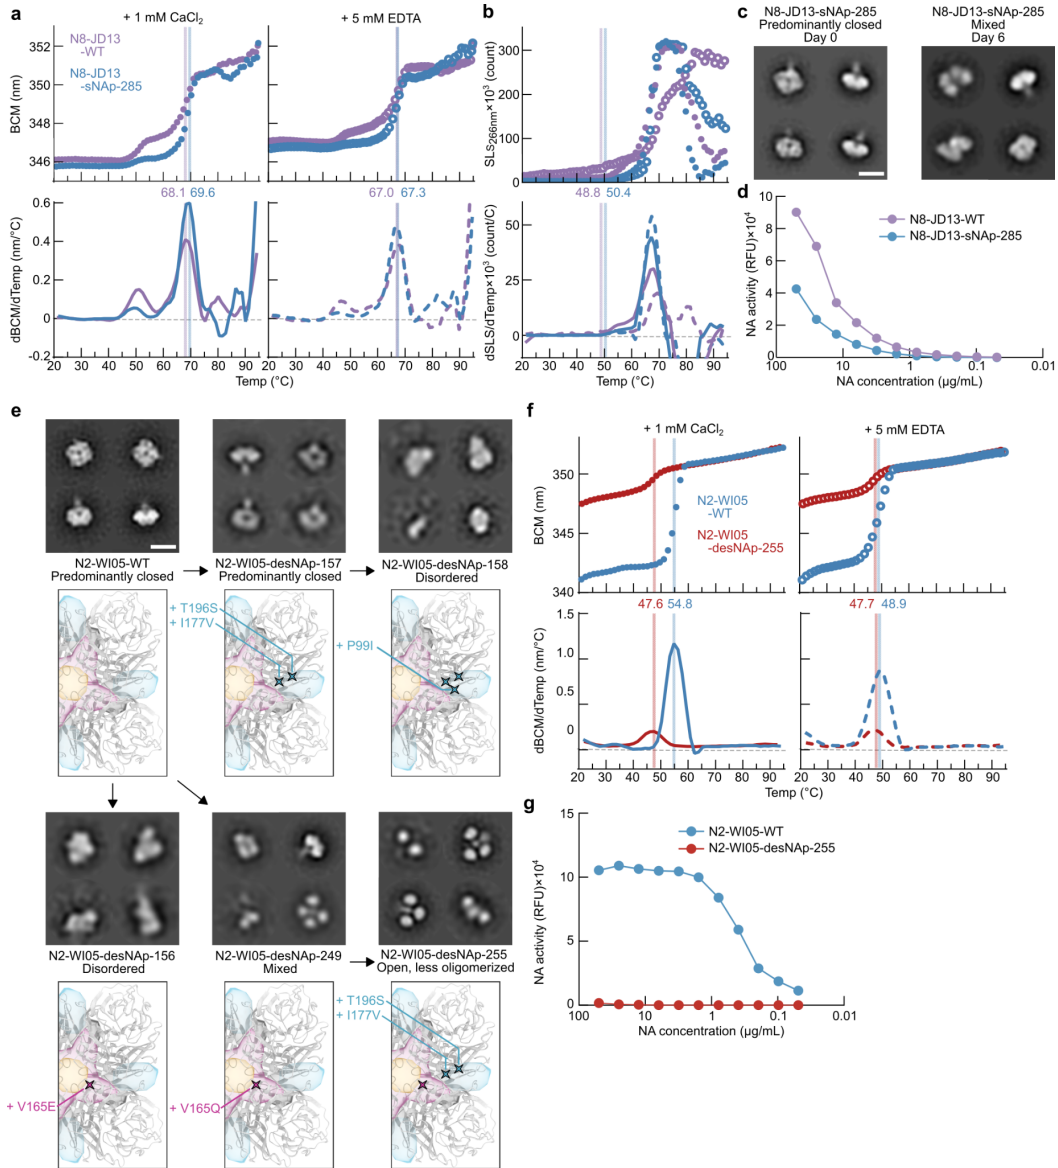 a
+ 1 mM CaCl₂
+ 5 mM EDTA
352
350
348
346
BCM (nm)
N8-JD13
-WT
N8-JD13
-sNAp-285
68.1 69.6
67.0 67.3
0.6
0.4
0.2
0
-0.2
dBCM/dTemp (nm/°C)
20 30 40 50 60 70 80 90
20 30 40 50 60 70 80 90
Temp (°C)
b
300
200
100
0
SLS266nm×10³ (count)
48.8 50.4
50
25
0
dSLS/dTemp×10³ (count/C)
20 30 40 50 60 70 80 90
Temp (°C)
c
N8-JD13-sNAp-285
Predominantly closed
Day 0
N8-JD13-sNAp-285
Mixed
Day 6
d
10
8
6
4
2
0
NA activity (RFU)×10⁴
N8-JD13-WT
N8-JD13-sNAp-285
100 10 1 0.1 0.01
NA concentration (µg/mL)
e
N2-WI05-WT
Predominantly closed
N2-WI05-desNAp-157
Predominantly closed
N2-WI05-desNAp-158
Disordered
+ T196S
+ I177V
+ P99I
N2-WI05-desNAp-156
Disordered
N2-WI05-desNAp-249
Mixed
N2-WI05-desNAp-255
Open, less oligomerized
+ V165E
+ V165Q
+ T196S
+ I177V
f
+ 1 mM CaCl₂
+ 5 mM EDTA
350
345
340
BCM (nm)
N2-WI05
-WT
N2-WI05
-desNAp-255
47.6 54.8
47.7 48.9
1.5
1.0
0.5
0
dBCM/dTemp (nm/°C)
20 30 40 50 60 70 80 90
20 30 40 50 60 70 80 90
Temp (°C)
g
15
10
5
0
NA activity (RFU)×10⁴
N2-WI05-WT
N2-WI05-desNAp-255
100 10 1 0.1 0.01
NA concentration (µg/mL)